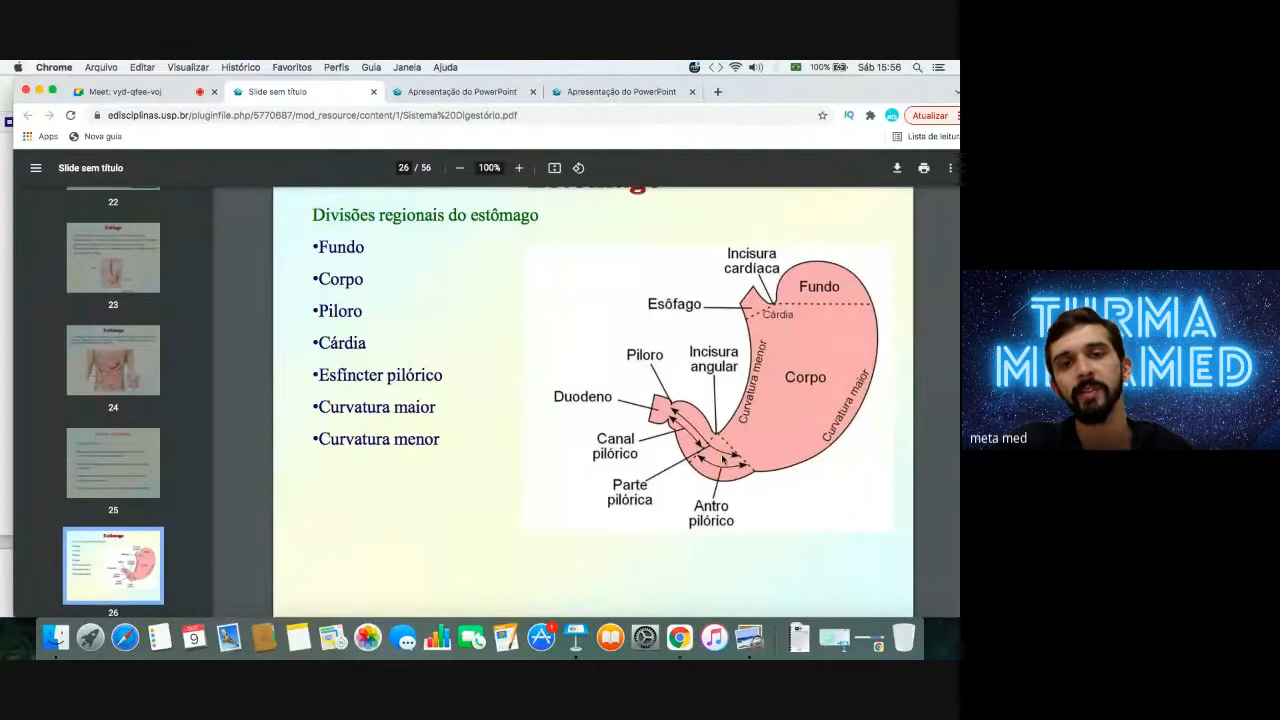 Chrome Arquivo Editar Visualizar Histórico Favoritos Perfis Guia Janela Ajuda 100% Sáb 15:56
Meet: vyd-qfee-voj
Slide sem título
Apresentação do PowerPoint
Apresentação do PowerPoint
edisciplinas.usp.br/pluginfile.php/5770687/mod_resource/content/1/Sistema%20Digestório.pdf
IQ
Atualizar
Apps
Nova guia
Lista de leitura
Slide sem título
26 / 56
100%
22
23
24
25
26
Divisões regionais do estômago
•Fundo
•Corpo
•Piloro
•Cárdia
•Esfíncter pilórico
•Curvatura maior
•Curvatura menor
Incisura
cardíaca
Fundo
Esôfago
Cárdia
Piloro
Incisura
angular
Curvatura menor
Corpo
Curvatura maior
Duodeno
Canal
pilórico
Parte
pilórica
Antro
pilórico
TURMA
meta med
OUT
9
1